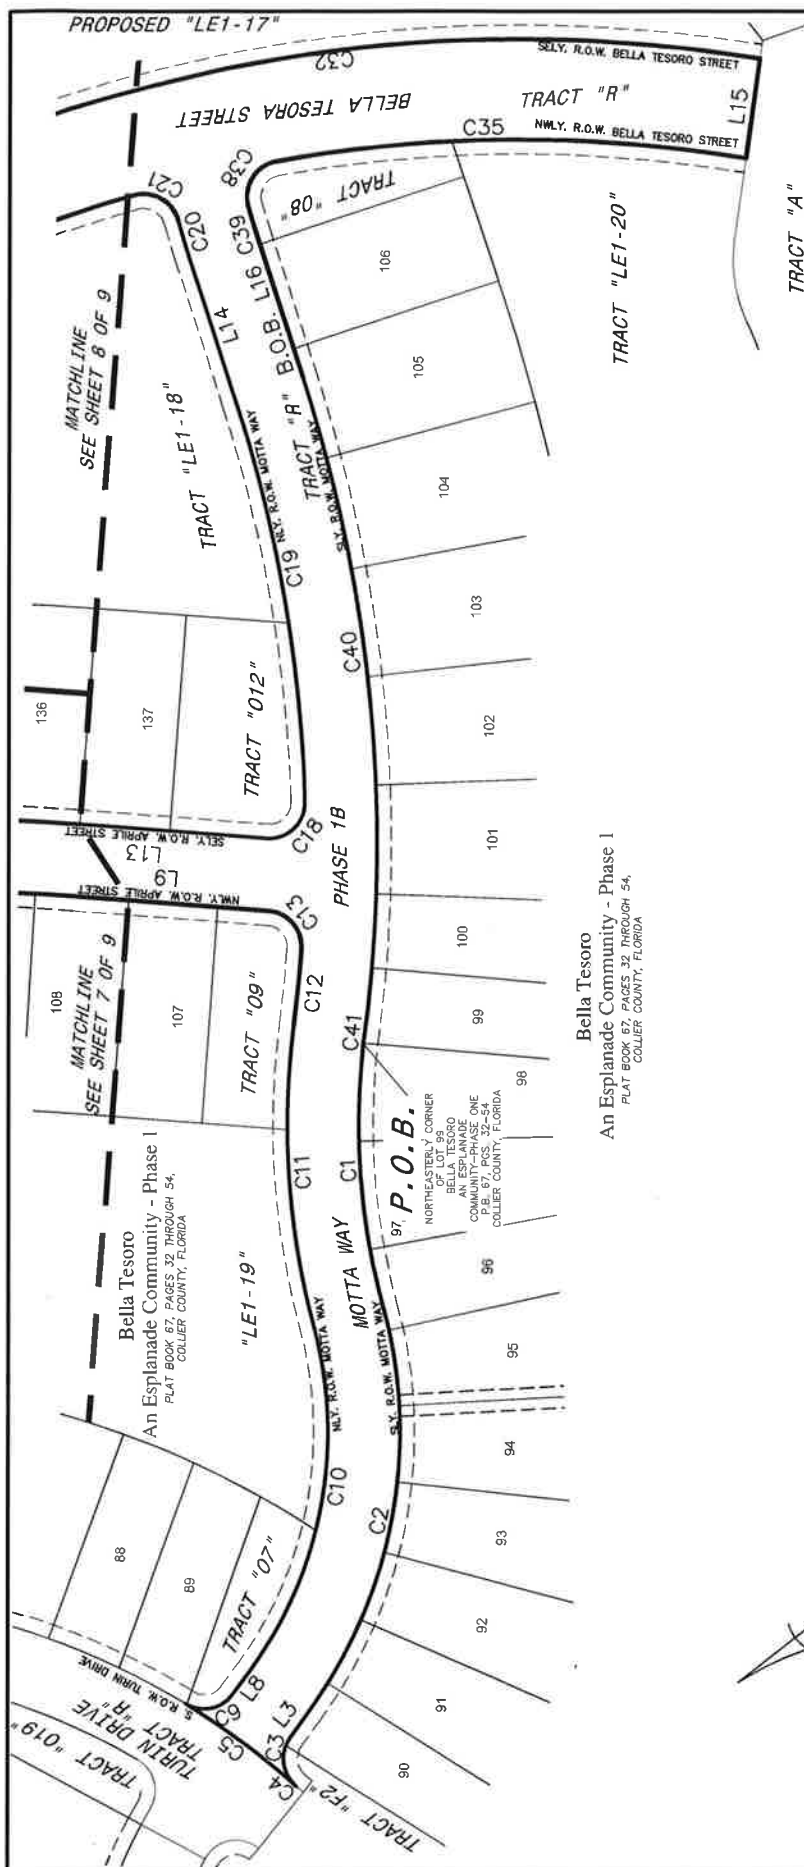 PROPOSED "LE1-17"
C32
SELY. R.O.W. BELLA TESORO STREET
BELLA TESORA STREET
TRACT "R"
C35
NWLY. R.O.W. BELLA TESORO STREET
L15
C21
C20
C38
C39
L16
B.O.B.
TRACT "08"
106
TRACT "LE1-20"
TRACT "A"
MATCHLINE
SEE SHEET 8 OF 9
L14
TRACT "LE1-18"
NLY. R.O.W. MOTTA WAY
TRACT "R"
SLY. R.O.W. MOTTA WAY
105
104
C19
C40
103
102
101
136
137
TRACT "012"
SELY. R.O.W. APRILE STREET
L13
L9
NWLY. R.O.W. APRILE STREET
C18
C13
PHASE 1B
108
107
MATCHLINE
SEE SHEET 7 OF 9
TRACT "09"
C12
C41
100
99
98
Bella Tesoro
An Esplanade Community - Phase 1
PLAT BOOK 67, PAGES 32 THROUGH 54,
COLLIER COUNTY, FLORIDA
97
P.O.B.
NORTHEASTERLY CORNER
OF LOT 99
BELLA TESORO
AN ESPLANADE
COMMUNITY-PHASE ONE
P.B. 67, PGS. 32-54
COLLIER COUNTY, FLORIDA
C11
C1
MOTTA WAY
Bella Tesoro
An Esplanade Community - Phase 1
PLAT BOOK 67, PAGES 32 THROUGH 54,
COLLIER COUNTY, FLORIDA
"LE1-19"
NLY. R.O.W. MOTTA WAY
SLY. R.O.W. MOTTA WAY
96
95
94
93
92
91
90
C10
C2
88
89
TRACT "07"
S. R.O.W. TURIN DRIVE
TURIN DRIVE
TRACT "R"
TRACT "019"
C6
L8
C5
C3
L3
C4
TRACT "F2"